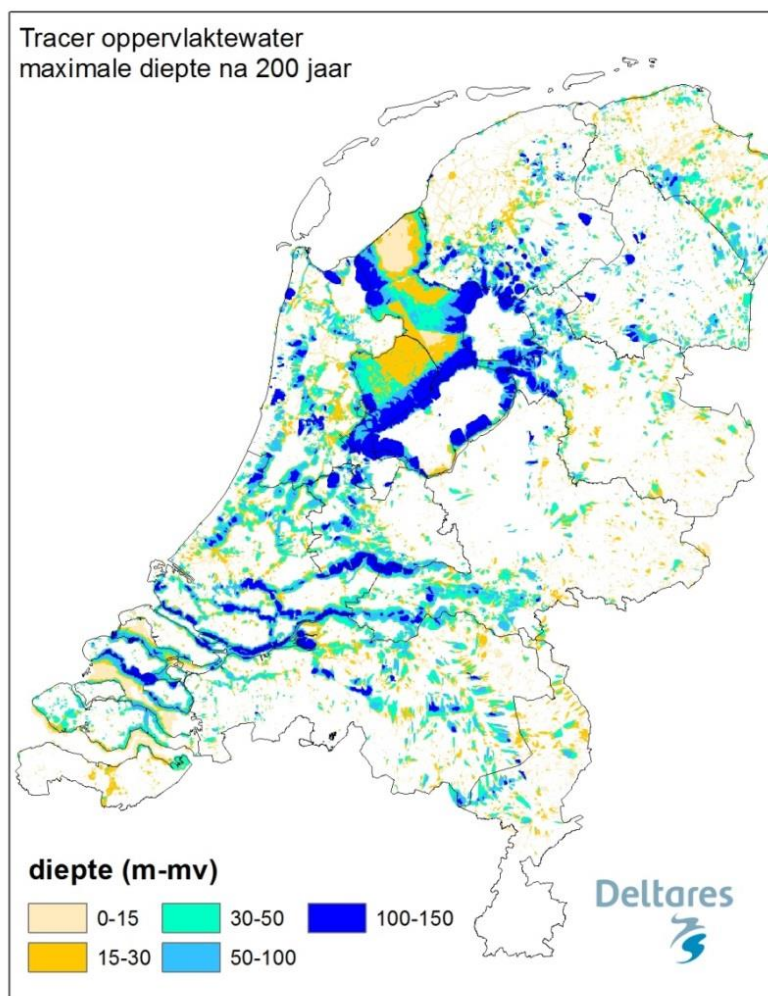 Tracer oppervlaktewater
maximale diepte na 200 jaar
diepte (m-mv)
0-15
30-50
100-150
15-30
50-100
Deltares